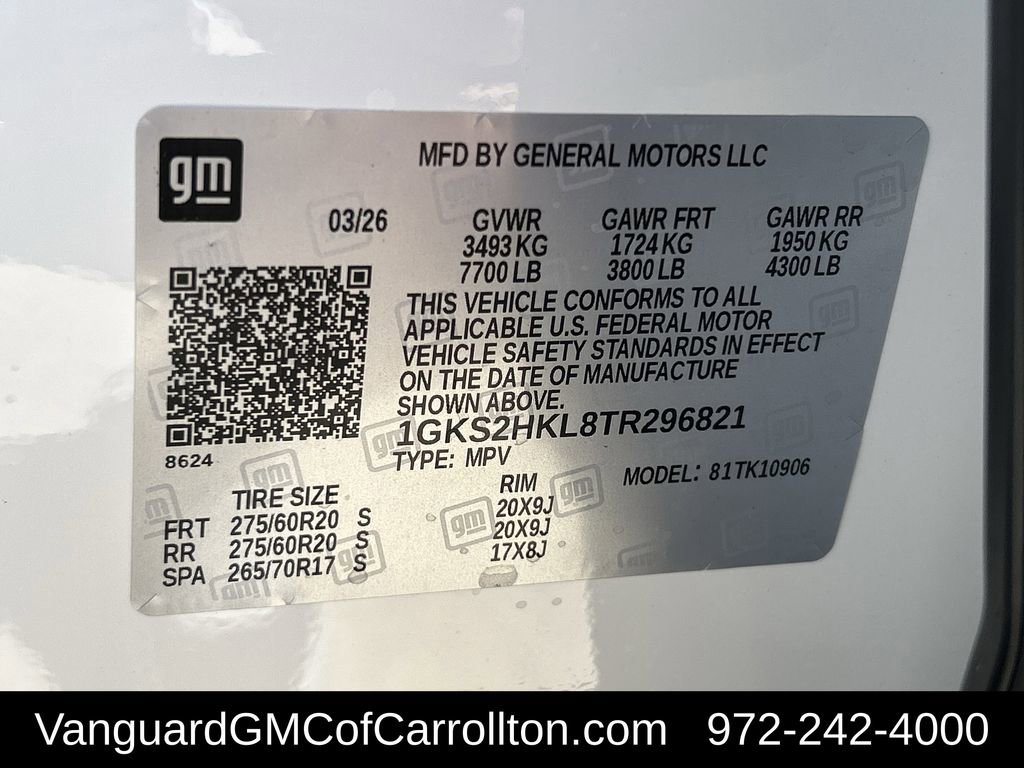 gm
MFD BY GENERAL MOTORS LLC
03/26 GVWR GAWR FRT GAWR RR
3493 KG 1724 KG 1950 KG
7700 LB 3800 LB 4300 LB
THIS VEHICLE CONFORMS TO ALL
APPLICABLE U.S. FEDERAL MOTOR
VEHICLE SAFETY STANDARDS IN EFFECT
ON THE DATE OF MANUFACTURE
SHOWN ABOVE.
1GKS2HKL8TR296821
8624
TYPE: MPV MODEL: 81TK10906
TIRE SIZE RIM
FRT 275/60R20 S 20X9J
RR 275/60R20 S 20X9J
SPA 265/70R17 S 17X8J
VanguardGMCofCarrollton.com 972-242-4000